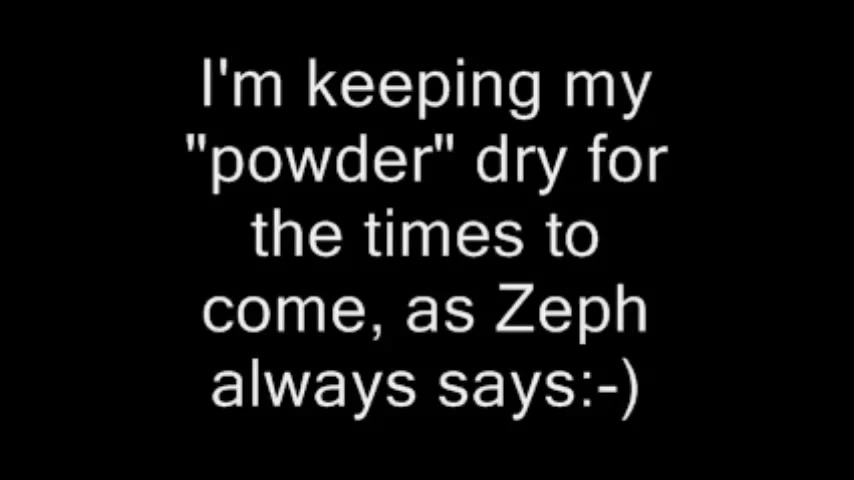 I'm keeping my
"powder" dry for
the times to
come, as Zeph
always says:-)